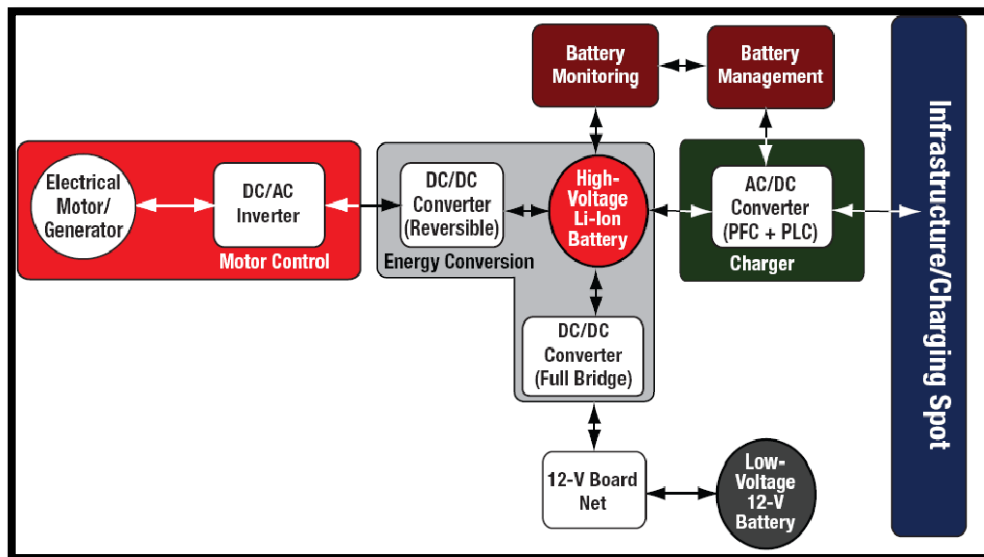 Battery
Monitoring
Battery
Management
Electrical
Motor/
Generator
DC/AC
Inverter
Motor Control
DC/DC
Converter
(Reversible)
Energy Conversion
High-
Voltage
Li-Ion
Battery
AC/DC
Converter
(PFC + PLC)
Charger
Infrastructure/Charging Spot
DC/DC
Converter
(Full Bridge)
12-V Board
Net
Low-
Voltage
12-V
Battery